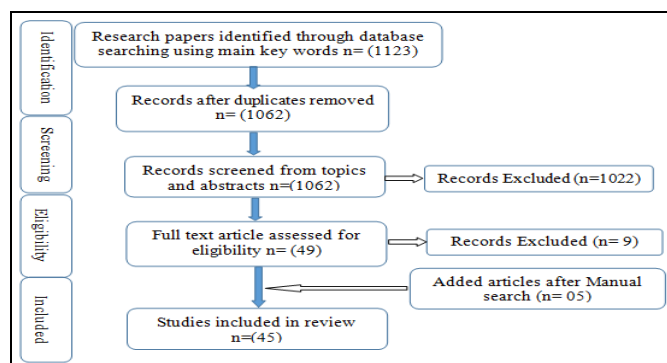 Identification
Research papers identified through database
searching using main key words n= (1123)
Records after duplicates removed
n= (1062)
Screening
Records screened from topics
and abstracts n=(1062)
Records Excluded (n=1022)
Eligibility
Full text article assessed for
eligibility n= (49)
Records Excluded (n= 9)
Included
Added articles after Manual
search (n= 05)
Studies included in review
n=(45)